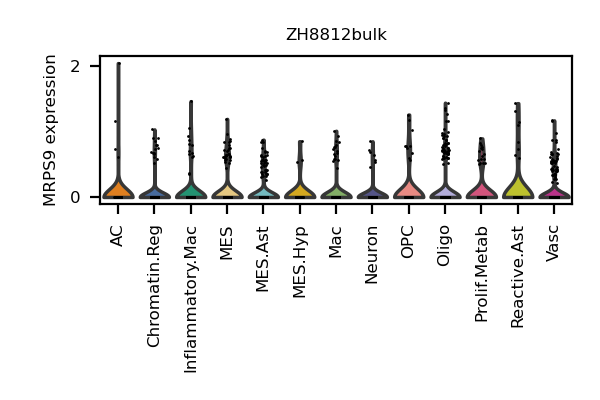 ZH8812bulk
MRPS9 expression
2
0
AC
Chromatin.Reg
Inflammatory.Mac
MES
MES.Ast
MES.Hyp
Mac
Neuron
OPC
Oligo
Prolif.Metab
Reactive.Ast
Vasc